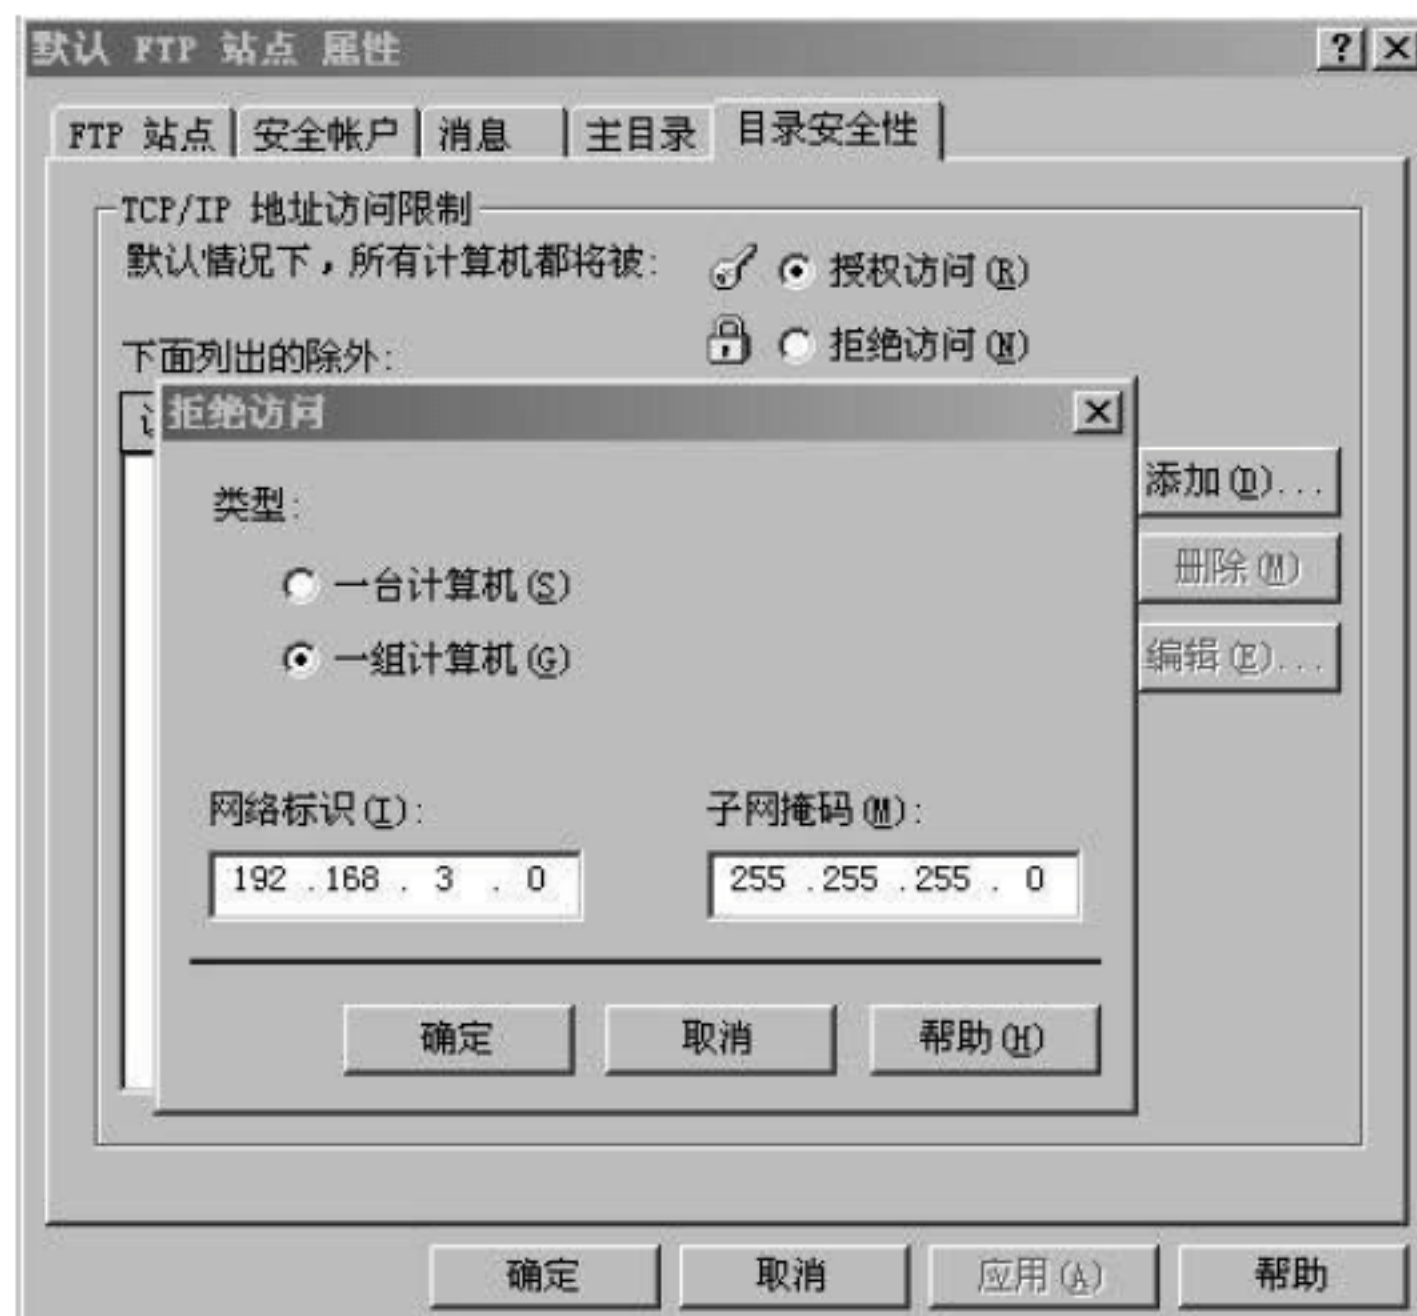 默认 FTP 站点 属性
FTP 站点 安全帐户 消息 主目录 目录安全性
TCP/IP 地址访问限制
默认情况下，所有计算机都将被: 授权访问(R)
拒绝访问(N)
下面列出的除外:
拒绝访问
添加(D)...
类型:
删除(M)
一台计算机(S)
编辑(E)...
一组计算机(G)
网络标识(I): 子网掩码(M):
192 .168 . 3 . 0 255 .255 .255 . 0
确定 取消 帮助(H)
确定 取消 应用(A) 帮助